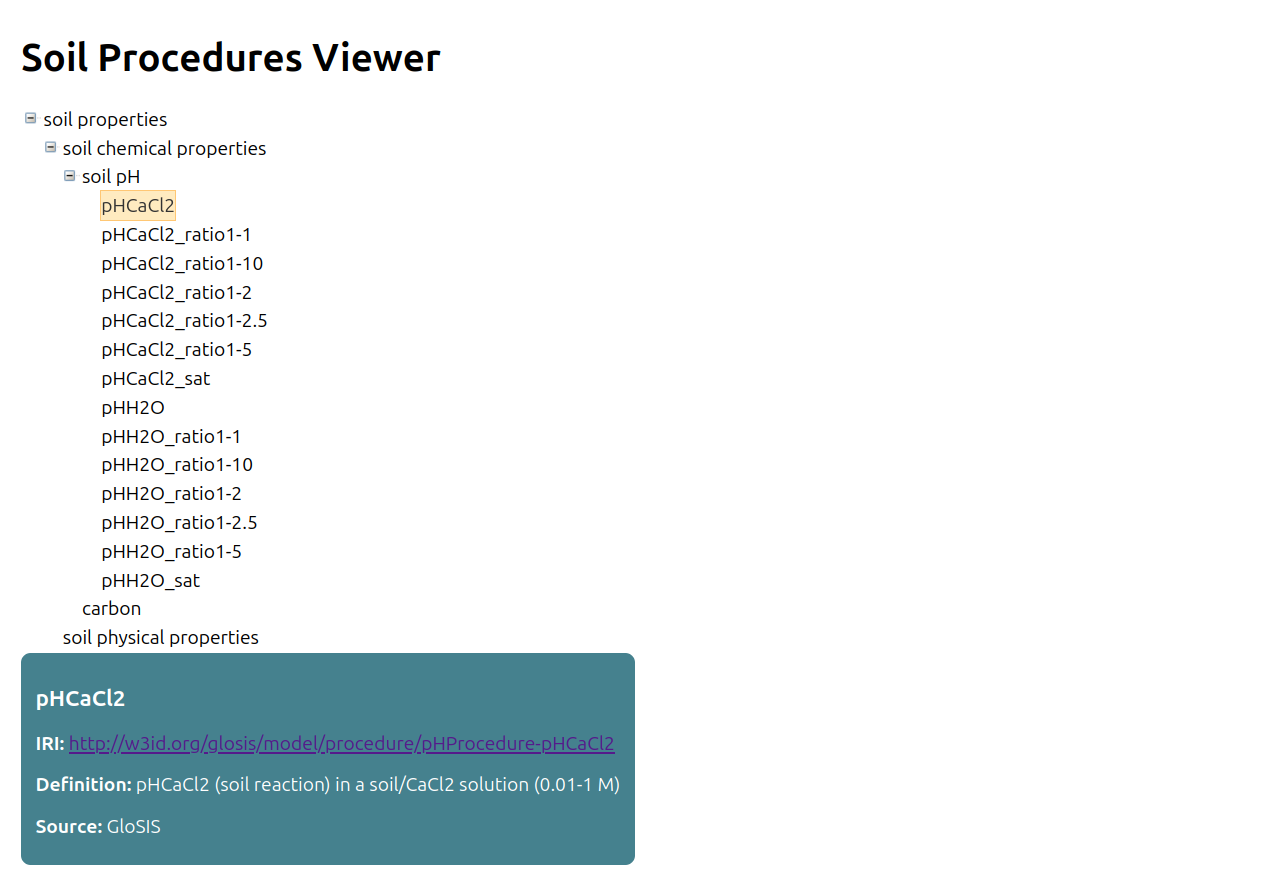 Soil Procedures Viewer
soil properties
soil chemical properties
soil pH
pHCaCl2
pHCaCl2_ratio1-1
pHCaCl2_ratio1-10
pHCaCl2_ratio1-2
pHCaCl2_ratio1-2.5
pHCaCl2_ratio1-5
pHCaCl2_sat
pHH2O
pHH2O_ratio1-1
pHH2O_ratio1-10
pHH2O_ratio1-2
pHH2O_ratio1-2.5
pHH2O_ratio1-5
pHH2O_sat
carbon
soil physical properties
pHCaCl2
IRI: http://w3id.org/glosis/model/procedure/pHProcedure-pHCaCl2
Definition: pHCaCl2 (soil reaction) in a soil/CaCl2 solution (0.01-1 M)
Source: GloSIS